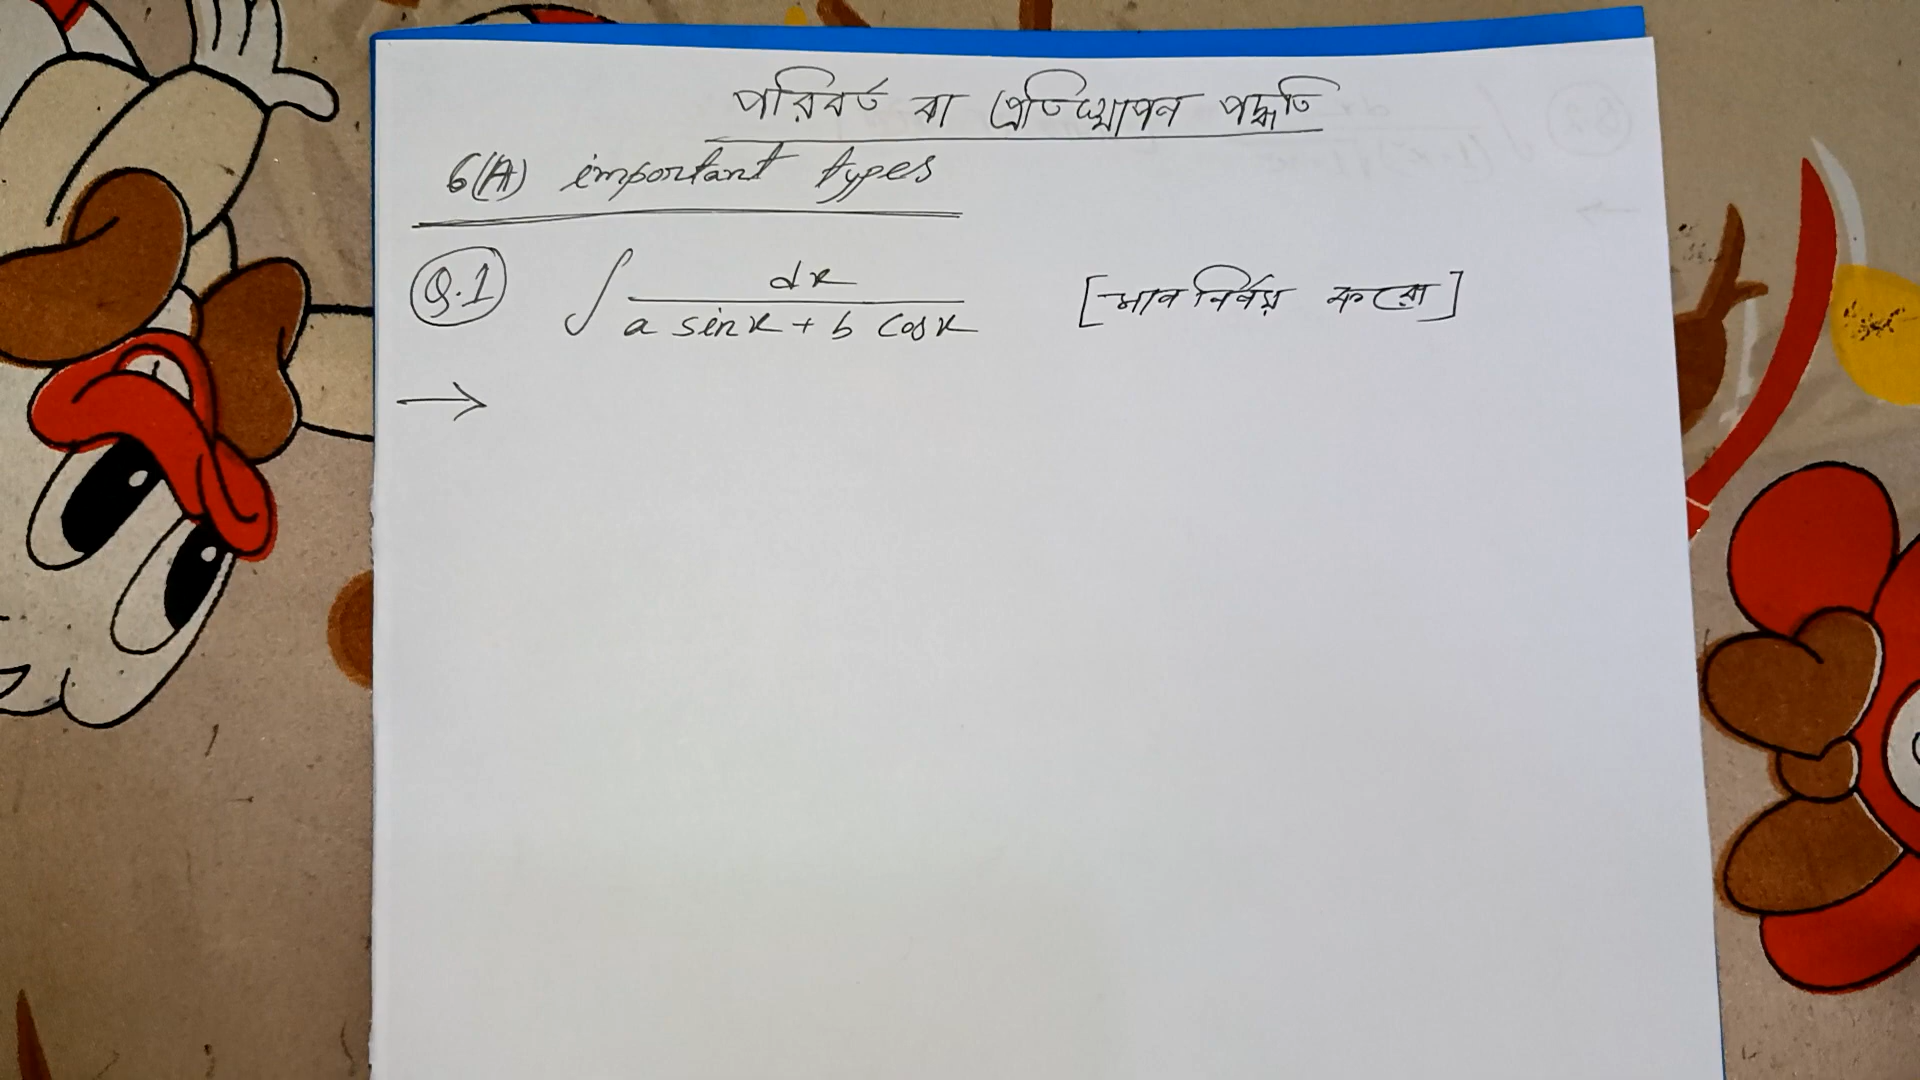 পরিবর্ত বা প্রতিস্থাপন পদ্ধতি
6(A) important types
Q.1 ∫ dx / (a sinx + b cosx) [মান নির্ণয় করো]
→